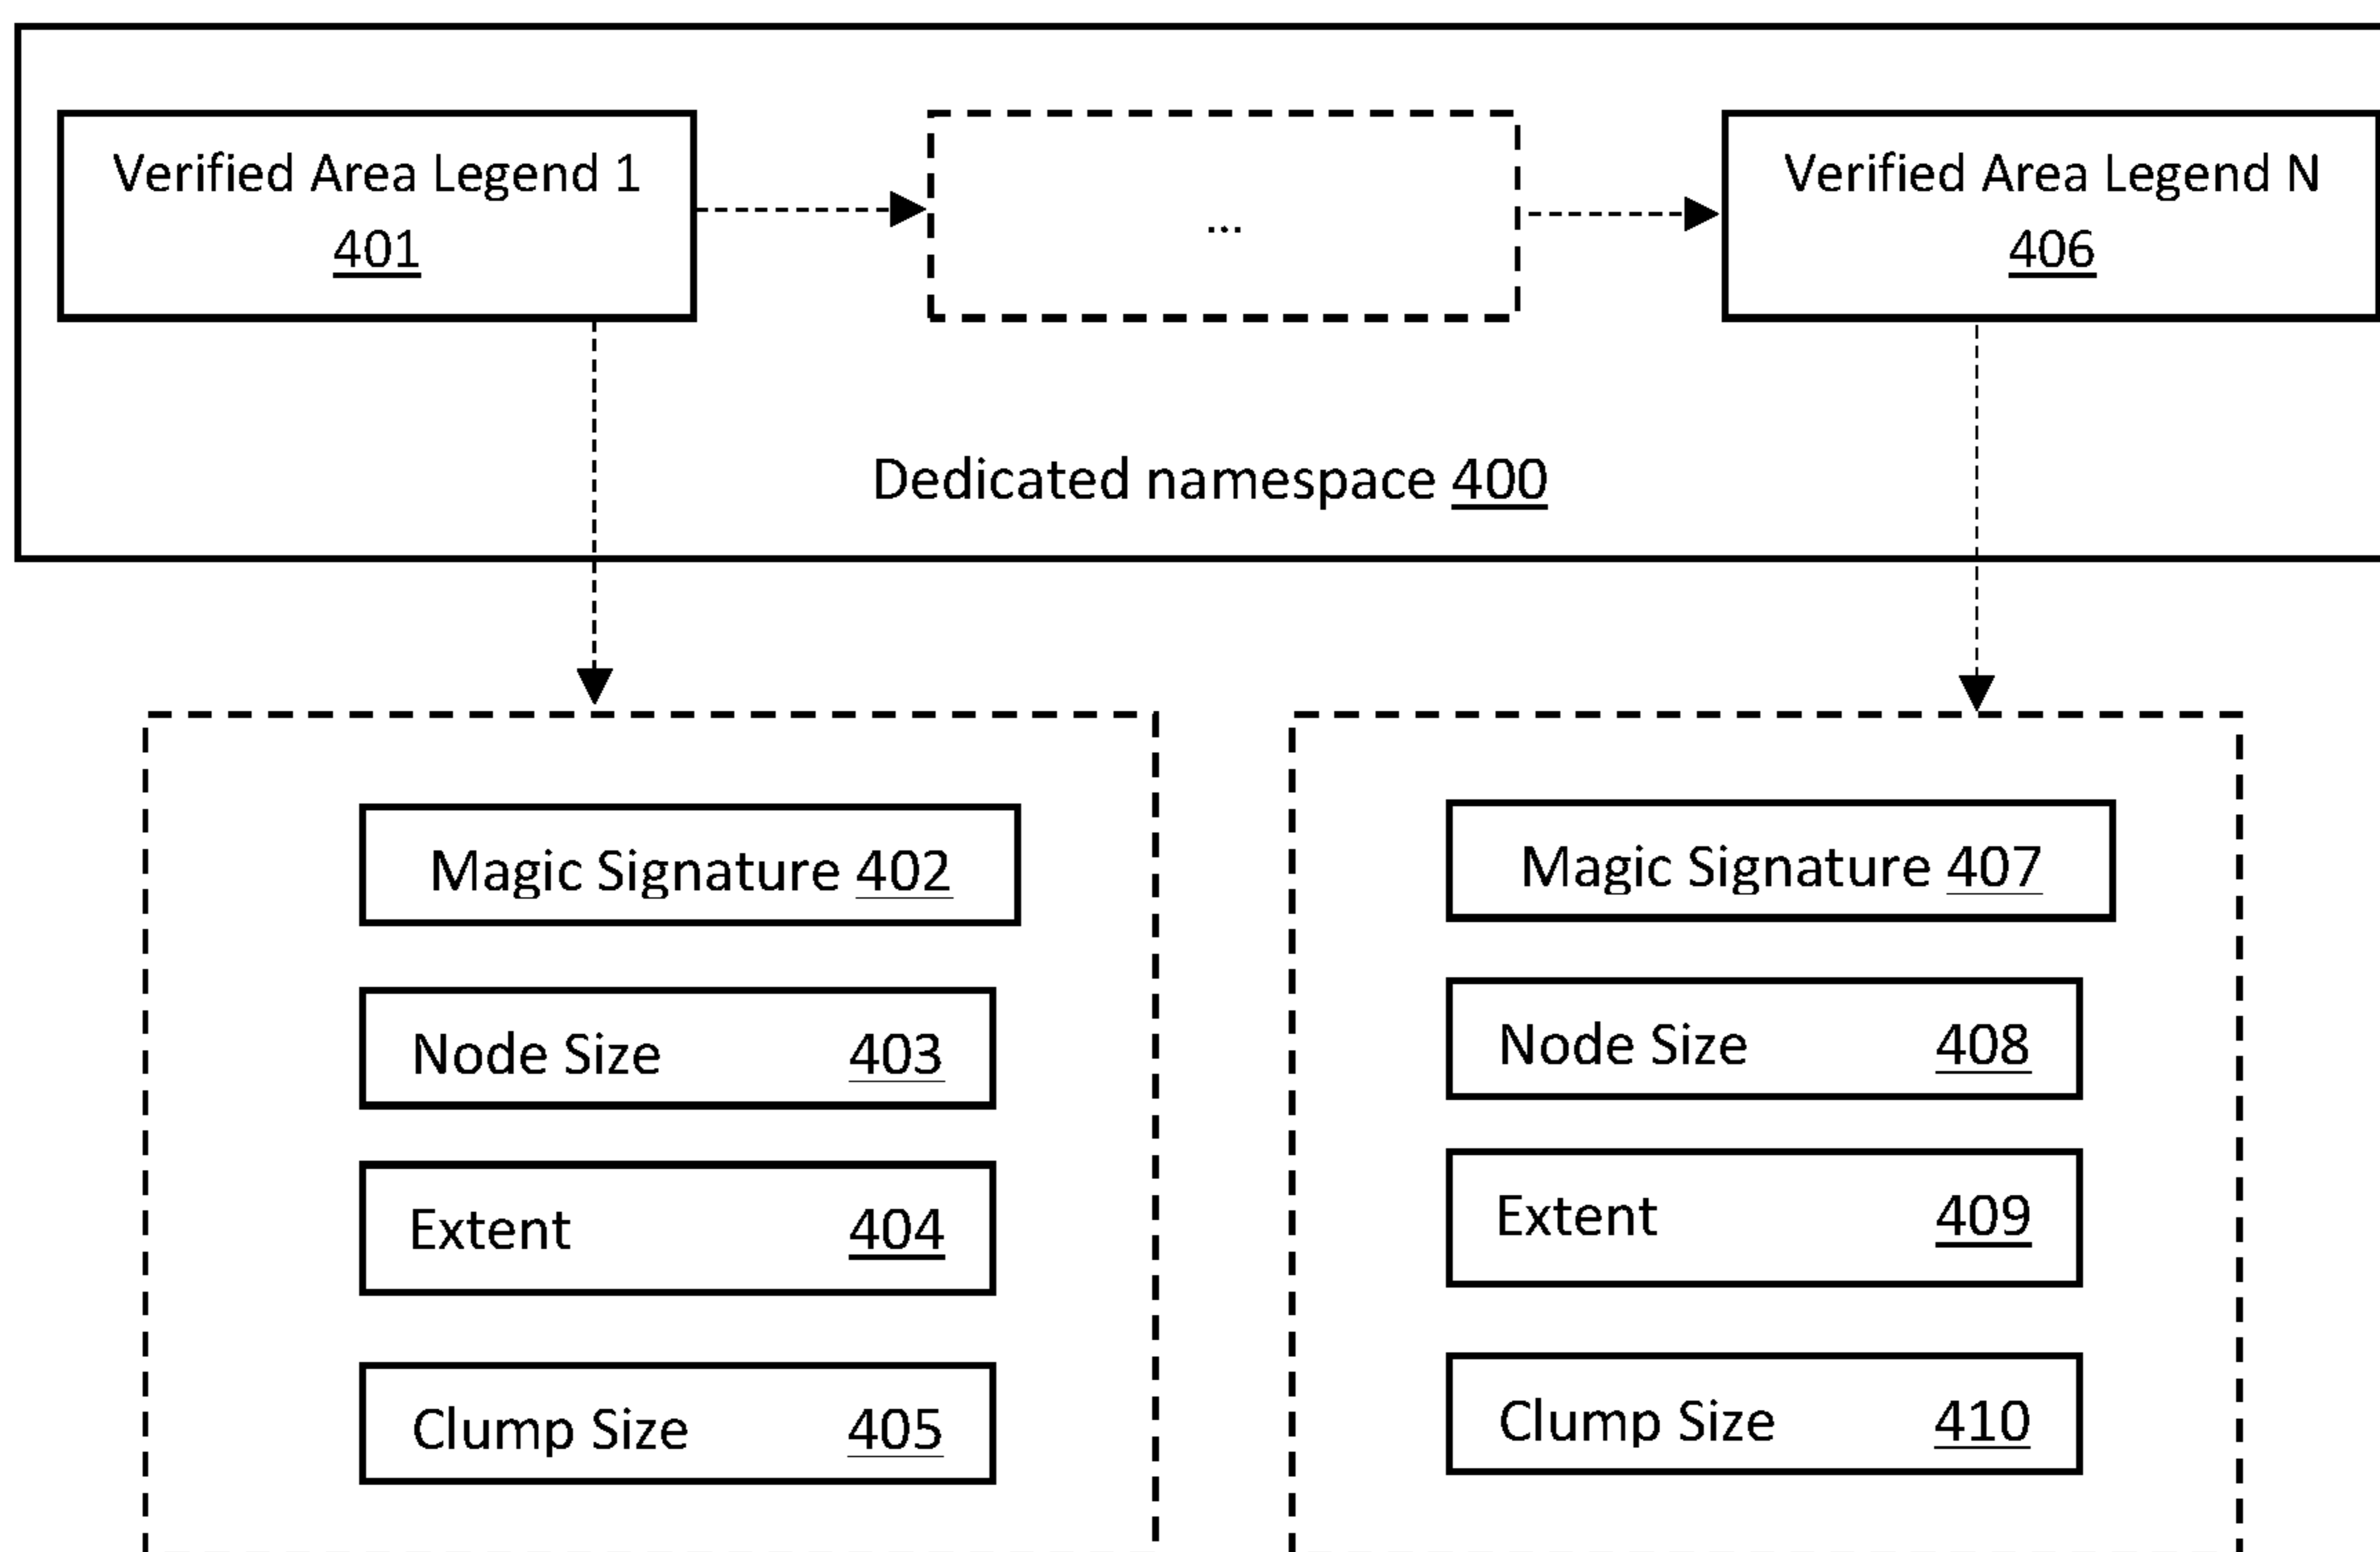 Verified Area Legend 1
401
...
Verified Area Legend N
406
Dedicated namespace 400
Magic Signature 402
Node Size 403
Extent 404
Clump Size 405
Magic Signature 407
Node Size 408
Extent 409
Clump Size 410